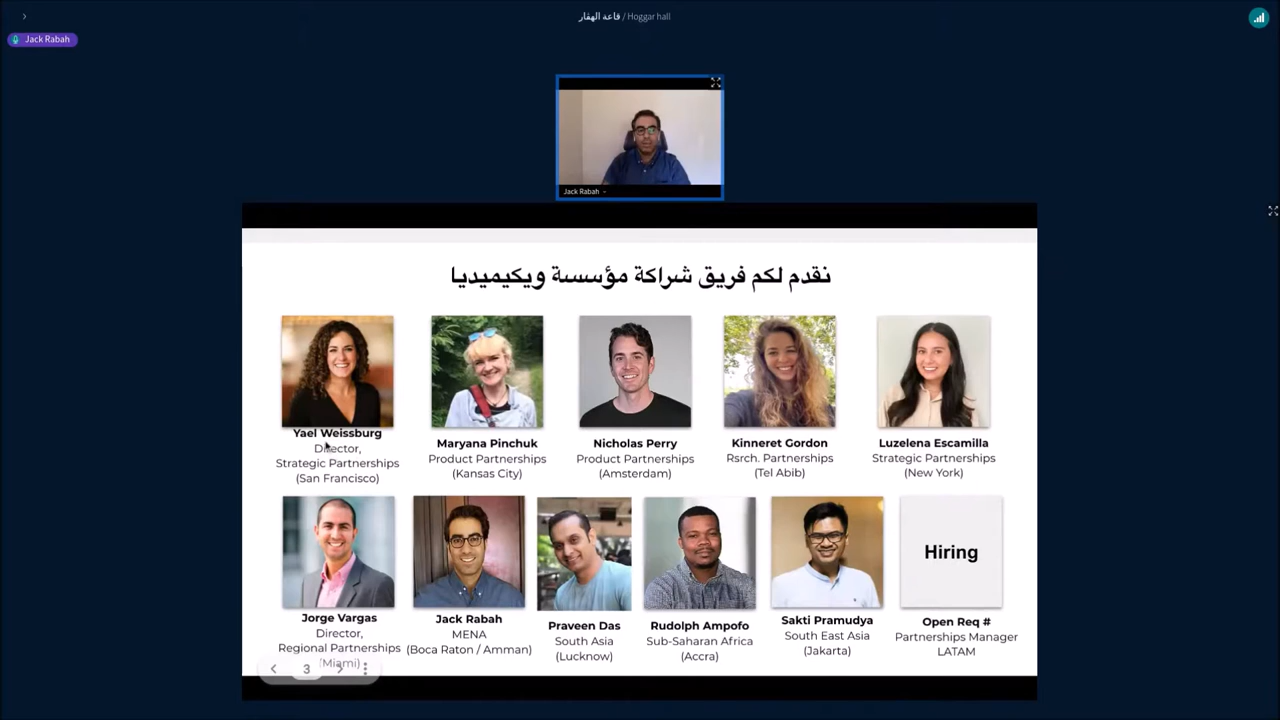 قاعة الهڨار / Hoggar hall
Jack Rabah
Jack Rabah
نقدم لكم فريق شراكة مؤسسة ويكيميديا
Yael Weissburg
Director,
Strategic Partnerships
(San Francisco)
Maryana Pinchuk
Product Partnerships
(Kansas City)
Nicholas Perry
Product Partnerships
(Amsterdam)
Kinneret Gordon
Rsrch. Partnerships
(Tel Abib)
Luzelena Escamilla
Strategic Partnerships
(New York)
Jorge Vargas
Director,
Regional Partnerships
(Miami)
Jack Rabah
MENA
(Boca Raton / Amman)
Praveen Das
South Asia
(Lucknow)
Rudolph Ampofo
Sub-Saharan Africa
(Accra)
Sakti Pramudya
South East Asia
(Jakarta)
Hiring
Open Req #
Partnerships Manager
LATAM
3